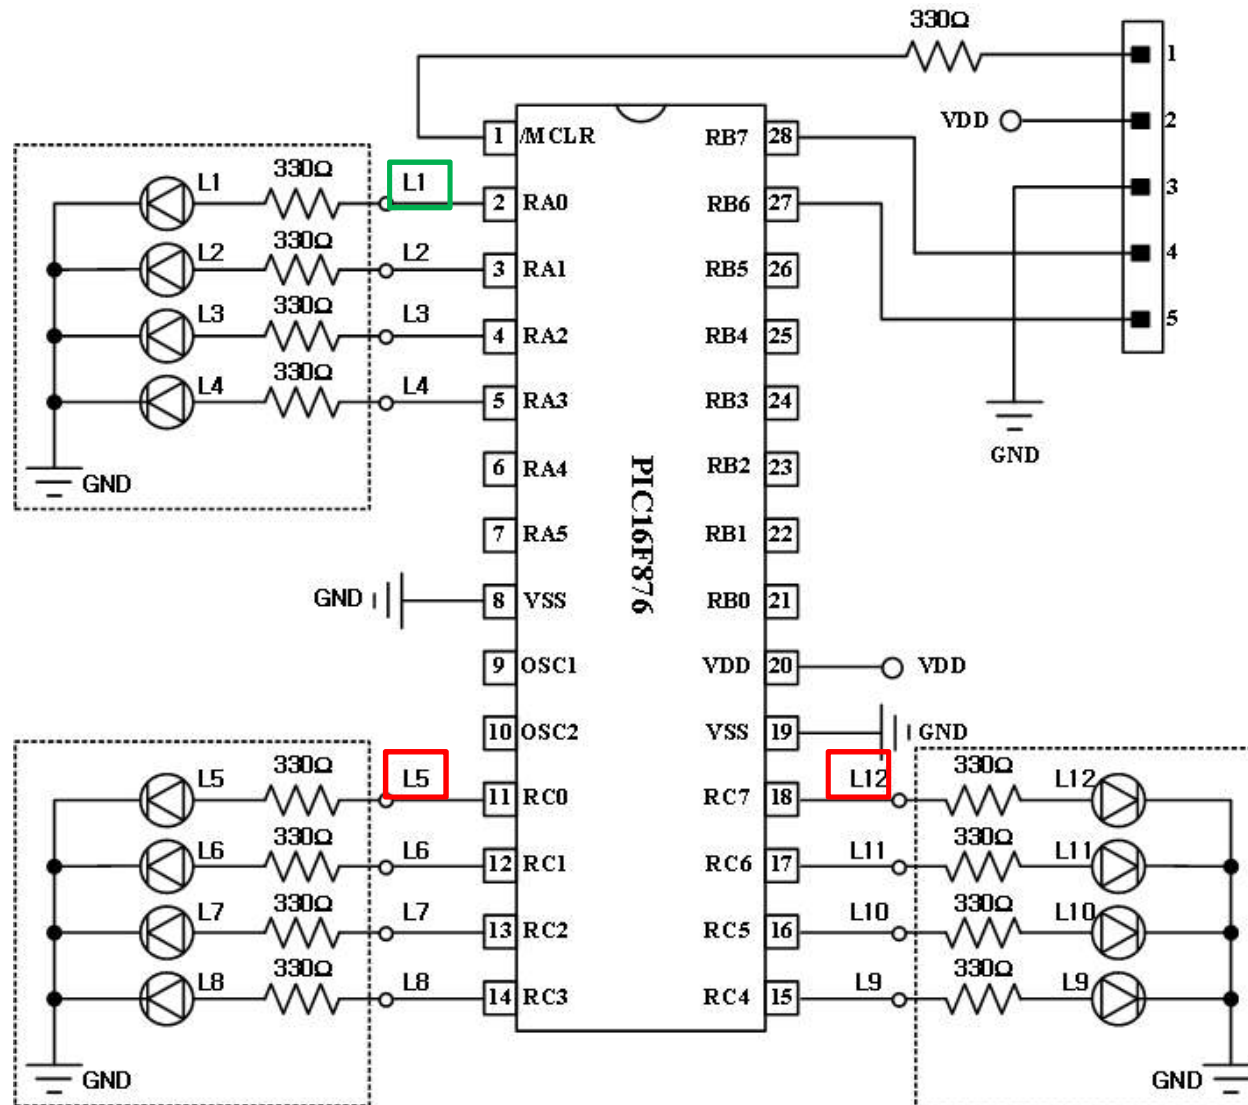 330Ω
1
VDD
2
3
4
5
GND
1 /MCLR
RB7 28
330Ω
L1
L1
2 RA0
RB6 27
330Ω
L2
L2
3 RA1
RB5 26
330Ω
L3
L3
4 RA2
RB4 25
330Ω
L4
L4
5 RA3
RB3 24
GND
6 RA4
RB2 23
PIC16F876
7 RA5
RB1 22
GND
8 VSS
RB0 21
9 OSC1
VDD 20
VDD
10 OSC2
VSS 19
GND
330Ω
L5
L5
11 RC0
RC7 18
L12
330Ω
L12
330Ω
L6
L6
12 RC1
RC6 17
L11
330Ω
L11
330Ω
L7
L7
13 RC2
RC5 16
L10
330Ω
L10
330Ω
L8
L8
14 RC3
RC4 15
L9
330Ω
L9
GND
GND